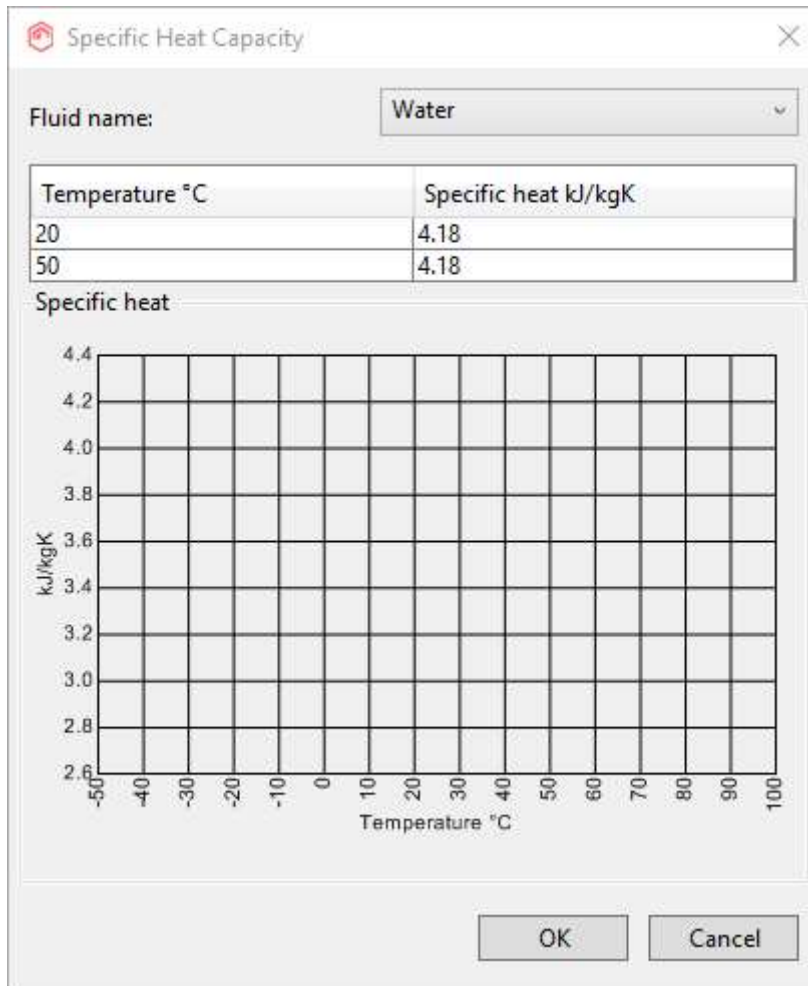 Specific Heat Capacity
Fluid name: Water
Temperature °C Specific heat kJ/kgK
20 4.18
50 4.18
Specific heat
4.4
4.2
4.0
3.8
3.6
3.4
3.2
3.0
2.8
2.6
kJ/kgK
-50 -40 -30 -20 -10 0 10 20 30 40 50 60 70 80 90 100
Temperature °C
OK Cancel